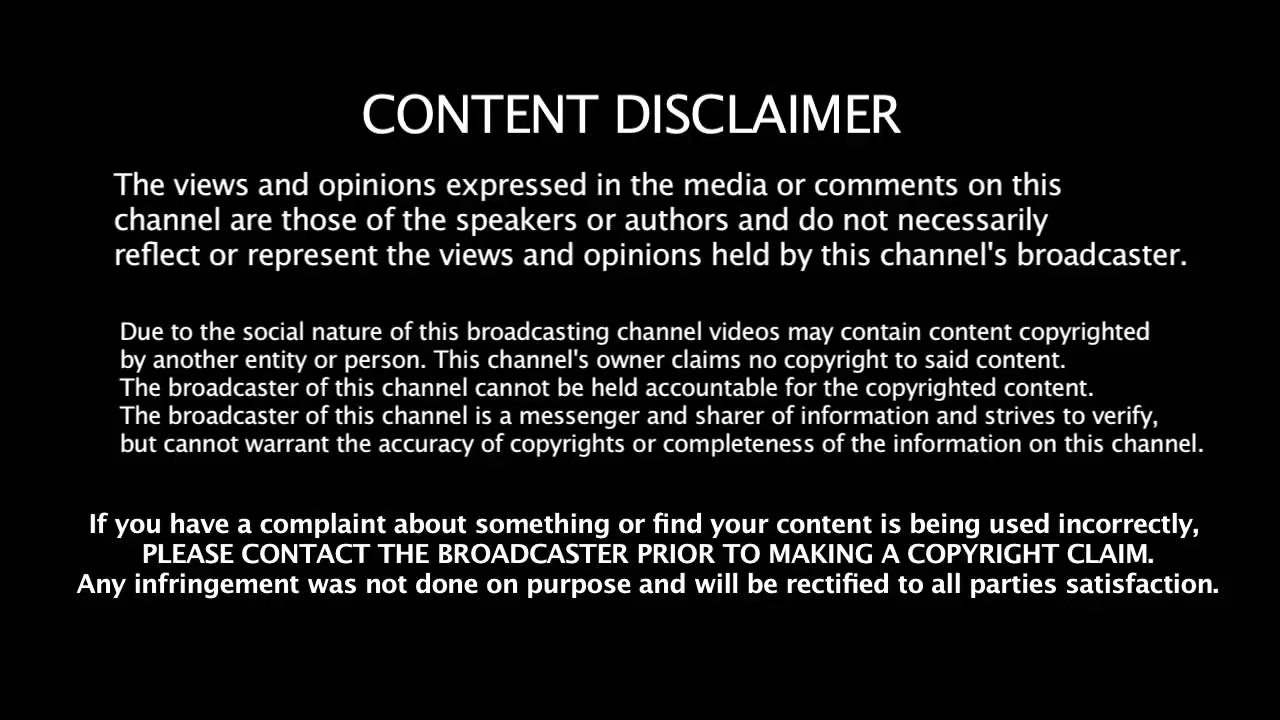 CONTENT DISCLAIMER
The views and opinions expressed in the media or comments on this
channel are those of the speakers or authors and do not necessarily
reflect or represent the views and opinions held by this channel's broadcaster.
Due to the social nature of this broadcasting channel videos may contain content copyrighted
by another entity or person. This channel's owner claims no copyright to said content.
The broadcaster of this channel cannot be held accountable for the copyrighted content.
The broadcaster of this channel is a messenger and sharer of information and strives to verify,
but cannot warrant the accuracy of copyrights or completeness of the information on this channel.
If you have a complaint about something or find your content is being used incorrectly,
PLEASE CONTACT THE BROADCASTER PRIOR TO MAKING A COPYRIGHT CLAIM.
Any infringement was not done on purpose and will be rectified to all parties satisfaction.